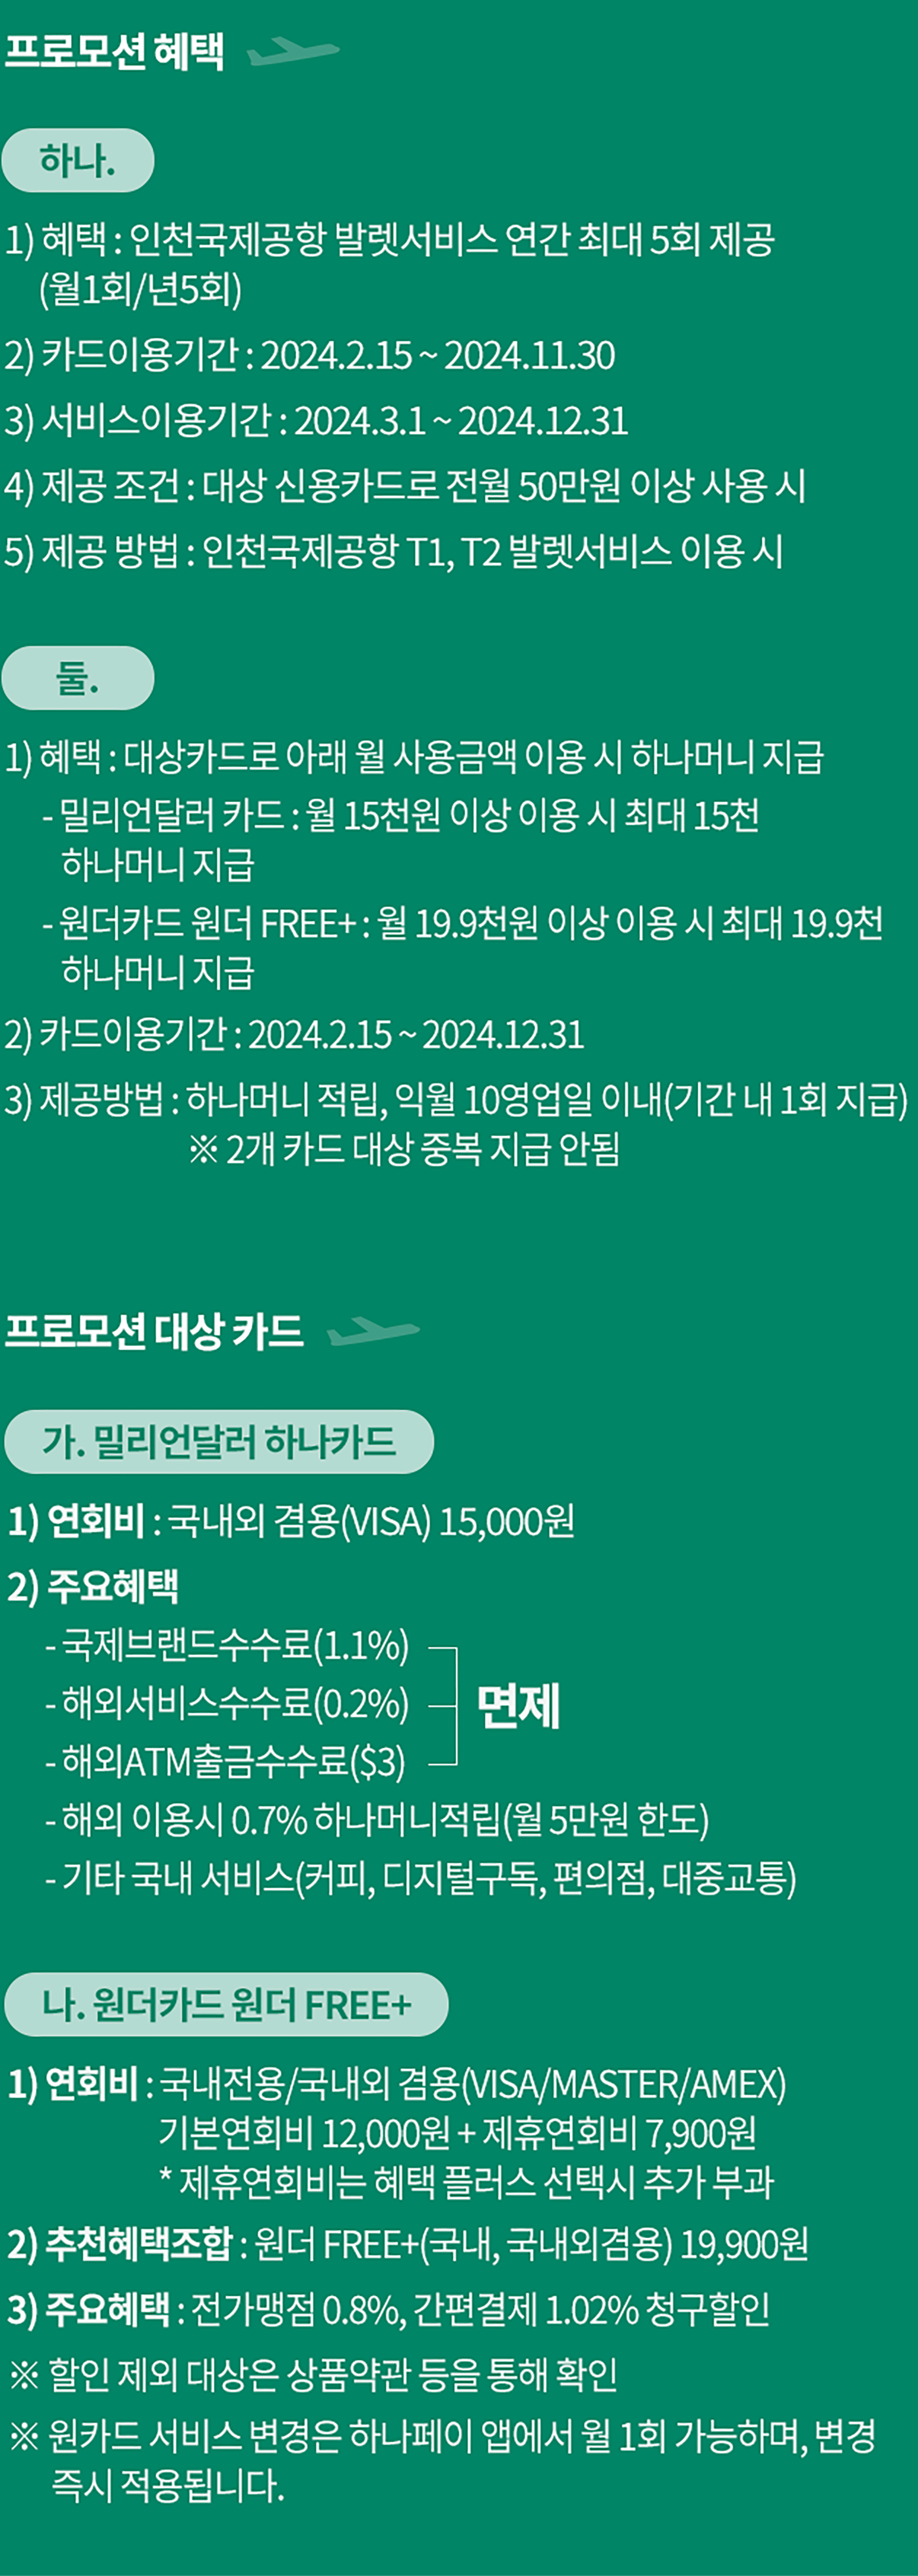 프로모션 혜택
하나.
1) 혜택 : 인천국제공항 발렛서비스 연간 최대 5회 제공
(월1회/년5회)
2) 카드이용기간 : 2024.2.15 ~ 2024.11.30
3) 서비스이용기간 : 2024.3.1 ~ 2024.12.31
4) 제공 조건 : 대상 신용카드로 전월 50만원 이상 사용 시
5) 제공 방법 : 인천국제공항 T1, T2 발렛서비스 이용 시
둘.
1) 혜택 : 대상카드로 아래 월 사용금액 이용 시 하나머니 지급
- 밀리언달러 카드 : 월 15천원 이상 이용 시 최대 15천
하나머니 지급
- 원더카드 원더 FREE+ : 월 19.9천원 이상 이용 시 최대 19.9천
하나머니 지급
2) 카드이용기간 : 2024.2.15 ~ 2024.12.31
3) 제공방법 : 하나머니 적립, 익월 10영업일 이내(기간 내 1회 지급)
※ 2개 카드 대상 중복 지급 안됨
프로모션 대상 카드
가. 밀리언달러 하나카드
1) 연회비 : 국내외 겸용(VISA) 15,000원
2) 주요혜택
- 국제브랜드수수료(1.1%)
- 해외서비스수수료(0.2%)
면제
- 해외ATM출금수수료($3)
- 해외 이용시 0.7% 하나머니적립(월 5만원 한도)
- 기타 국내 서비스(커피, 디지털구독, 편의점, 대중교통)
나. 원더카드 원더 FREE+
1) 연회비 : 국내전용/국내외 겸용(VISA/MASTER/AMEX)
기본연회비 12,000원 + 제휴연회비 7,900원
* 제휴연회비는 혜택 플러스 선택시 추가 부과
2) 추천혜택조합 : 원더 FREE+(국내, 국내외겸용) 19,900원
3) 주요혜택 : 전가맹점 0.8%, 간편결제 1.02% 청구할인
※ 할인 제외 대상은 상품약관 등을 통해 확인
※ 원카드 서비스 변경은 하나페이 앱에서 월 1회 가능하며, 변경
즉시 적용됩니다.